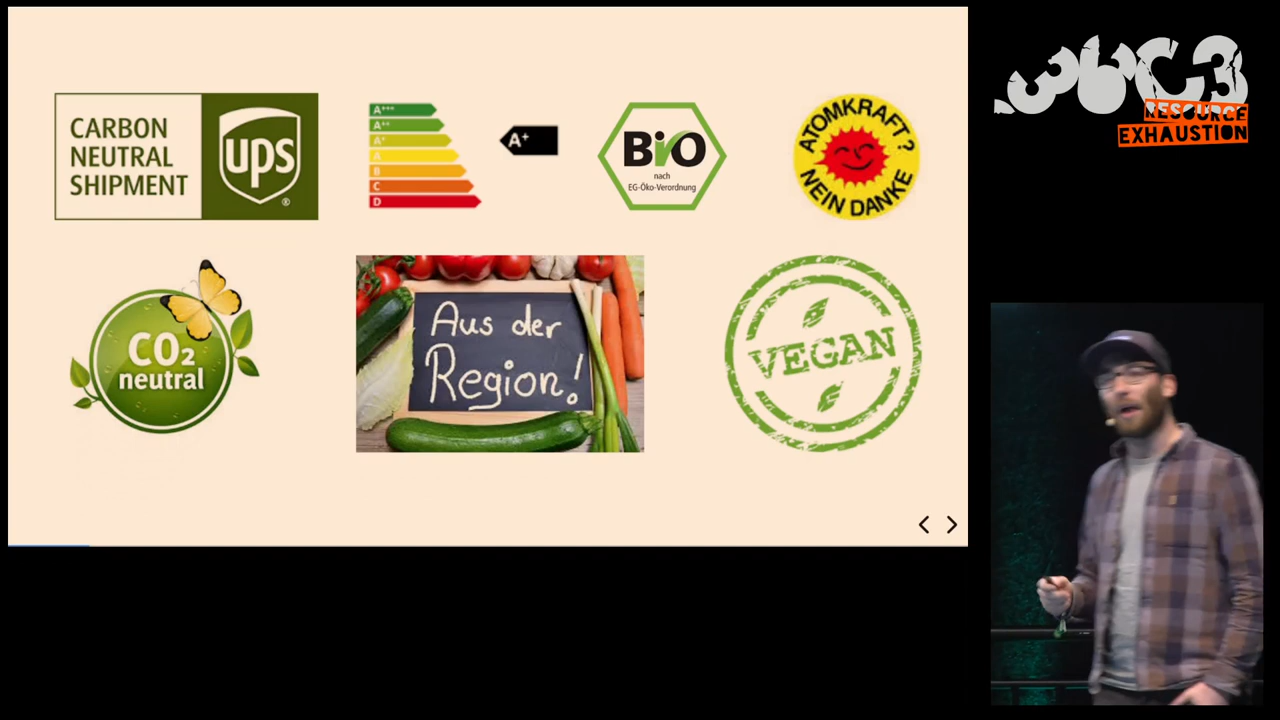 CARBON
NEUTRAL
SHIPMENT
ups
®
A+++
A++
A+
A
B
C
D
A+
BiO
nach
EG-Öko-Verordnung
ATOMKRAFT?
NEIN DANKE
CO2
neutral
Aus der
Region!
VEGAN
36C3
RESOURCE
EXHAUSTION